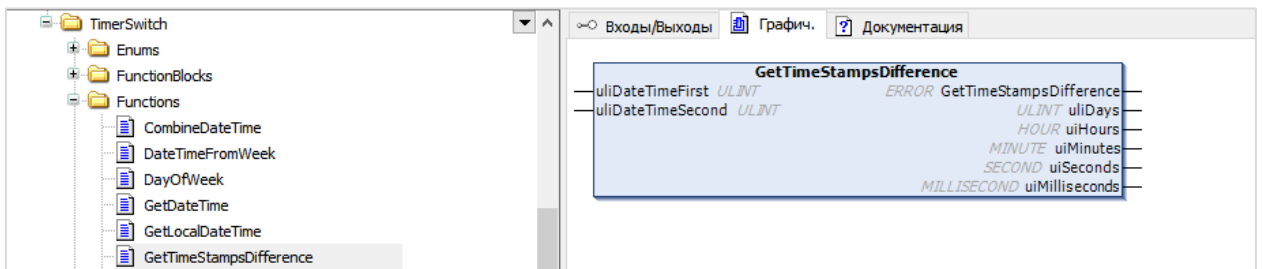 TimerSwitch
Enums
FunctionBlocks
Functions
CombineDateTime
DateTimeFromWeek
DayOfWeek
GetDateTime
GetLocalDateTime
GetTimeStampsDifference
Входы/Выходы Графич. Документация
GetTimeStampsDifference
uliDateTimeFirst ULINT ERROR GetTimeStampsDifference
uliDateTimeSecond ULINT ULINT uliDays
HOUR uiHours
MINUTE uiMinutes
SECOND uiSeconds
MILLISECOND uiMilliseconds